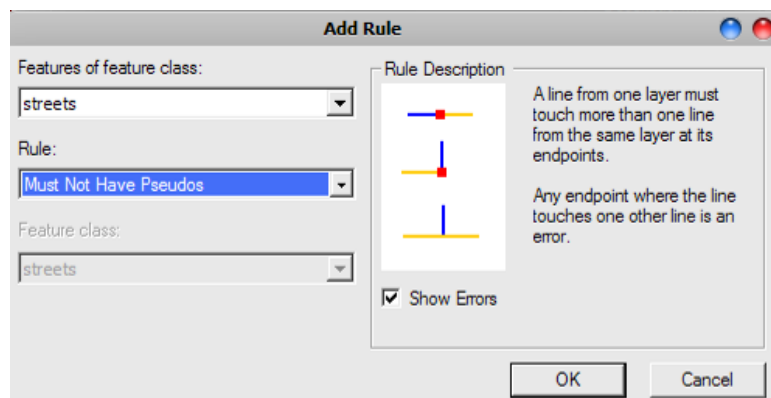 Add Rule
Features of feature class:
streets
Rule:
Must Not Have Pseudos
Feature class:
streets
Rule Description
A line from one layer must
touch more than one line
from the same layer at its
endpoints.
Any endpoint where the line
touches one other line is an
error.
Show Errors
OK
Cancel